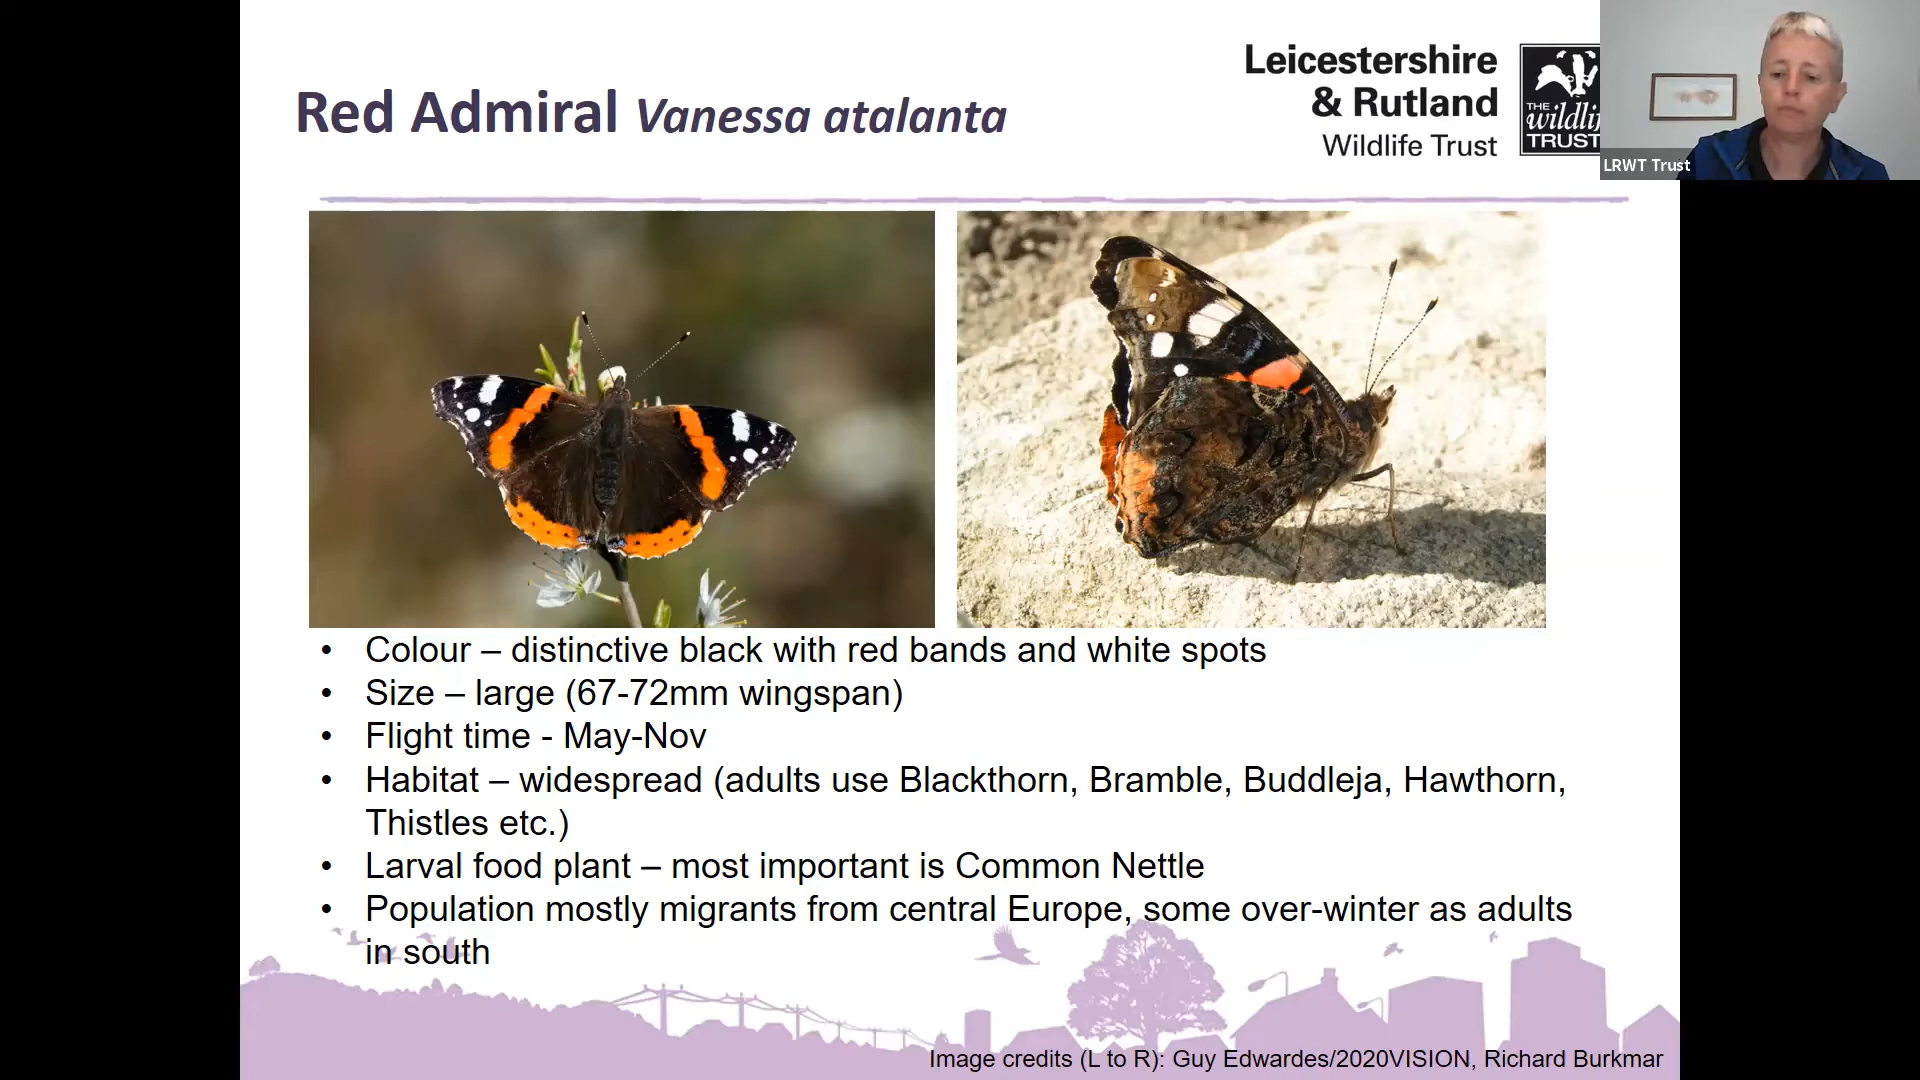 Red Admiral Vanessa atalanta
Leicestershire
& Rutland
Wildlife Trust
THE
wildli
TRUST
LRWT Trust
• Colour – distinctive black with red bands and white spots
• Size – large (67-72mm wingspan)
• Flight time - May-Nov
• Habitat – widespread (adults use Blackthorn, Bramble, Buddleja, Hawthorn,
Thistles etc.)
• Larval food plant – most important is Common Nettle
• Population mostly migrants from central Europe, some over-winter as adults
in south
Image credits (L to R): Guy Edwardes/2020VISION, Richard Burkmar